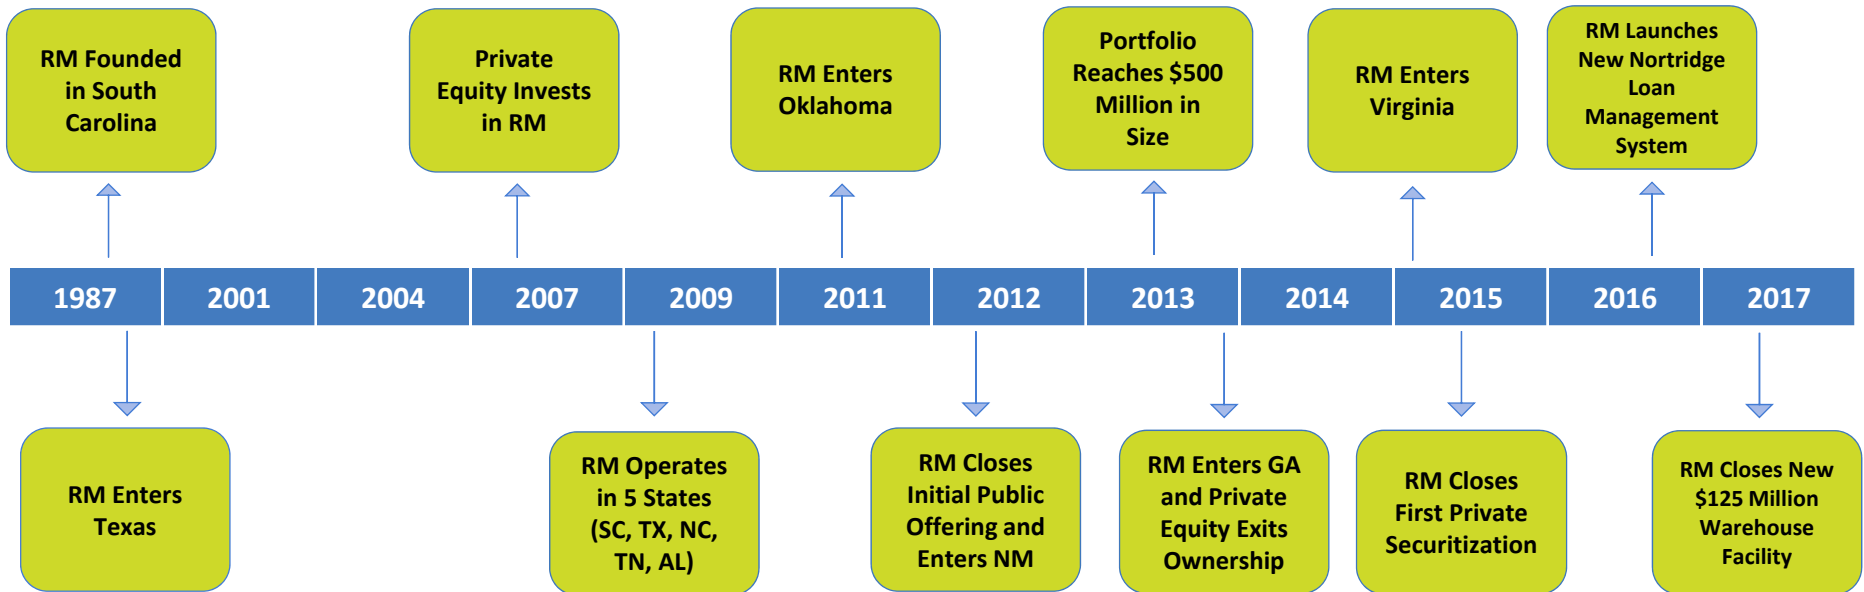 RM Founded
in South
Carolina
Private
Equity Invests
in RM
RM Enters
Oklahoma
Portfolio
Reaches $500
Million in
Size
RM Enters
Virginia
RM Launches
New Nortridge
Loan
Management
System
1987 2001 2004 2007 2009 2011 2012 2013 2014 2015 2016 2017
RM Enters
Texas
RM Operates
in 5 States
(SC, TX, NC,
TN, AL)
RM Closes
Initial Public
Offering and
Enters NM
RM Enters GA
and Private
Equity Exits
Ownership
RM Closes
First Private
Securitization
RM Closes New
$125 Million
Warehouse
Facility